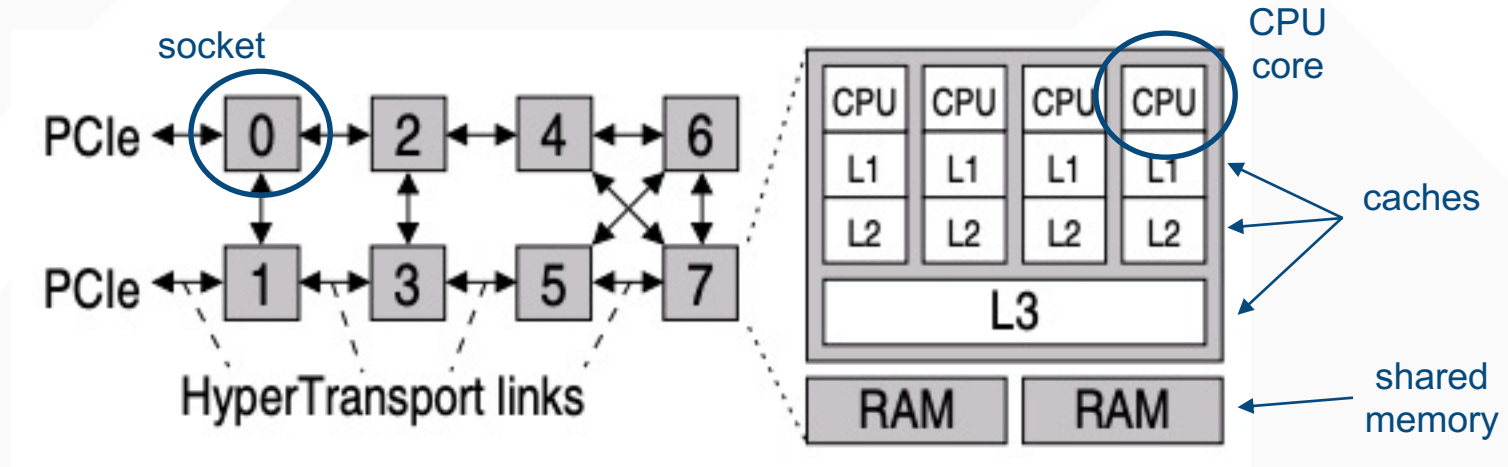 socket
CPU
core
PCIe
0
2
4
6
PCIe
1
3
5
7
HyperTransport links
CPU CPU CPU CPU
L1 L1 L1 L1
L2 L2 L2 L2
L3
RAM RAM
caches
shared
memory